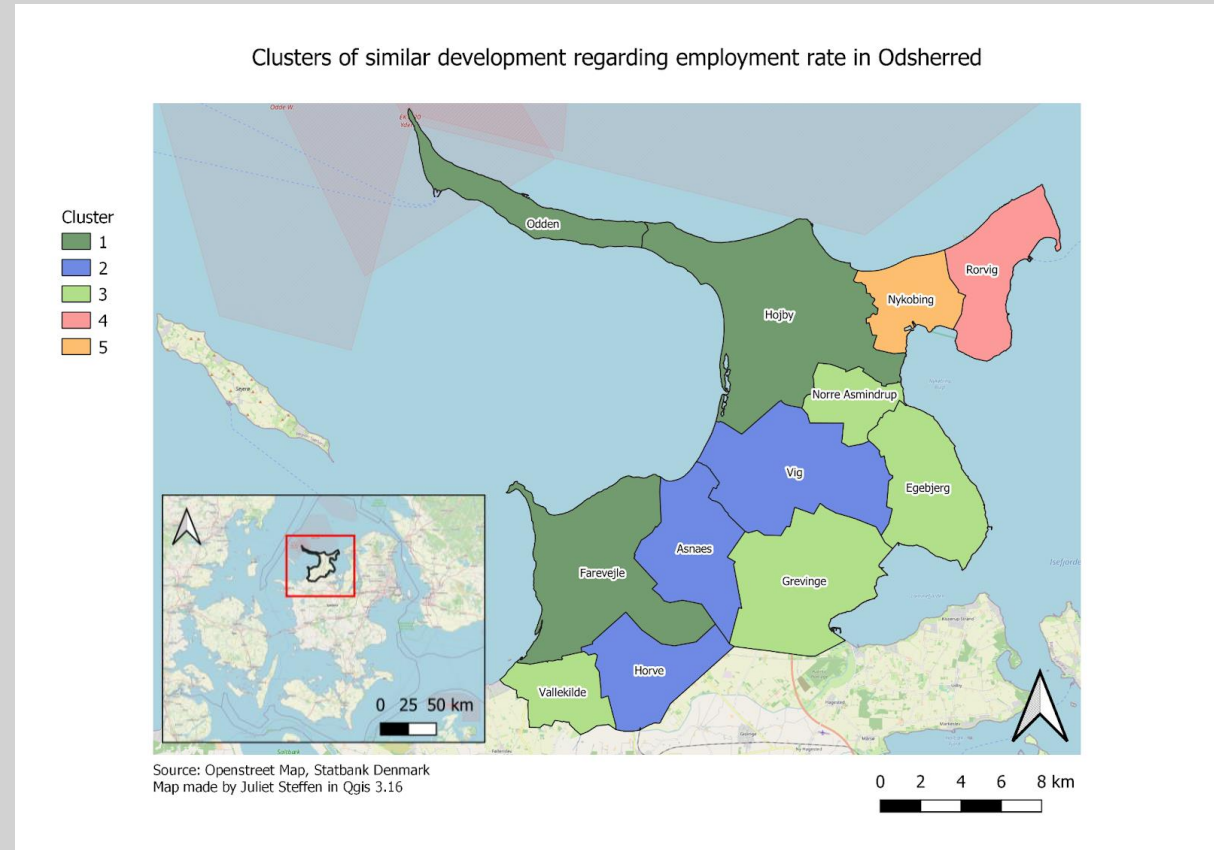 Clusters of similar development regarding employment rate in Odsherred
Cluster
1
2
3
4
5
Odde W.
Odden
Rorvig
Nykobing
Hojby
Norre Asmindrup
Vig
Egebjerg
Asnaes
Farevejle
Grevinge
Horve
Vallekilde
Isefjorden
0 25 50 km
Source: Openstreet Map, Statbank Denmark
Map made by Juliet Steffen in Qgis 3.16
0 2 4 6 8 km